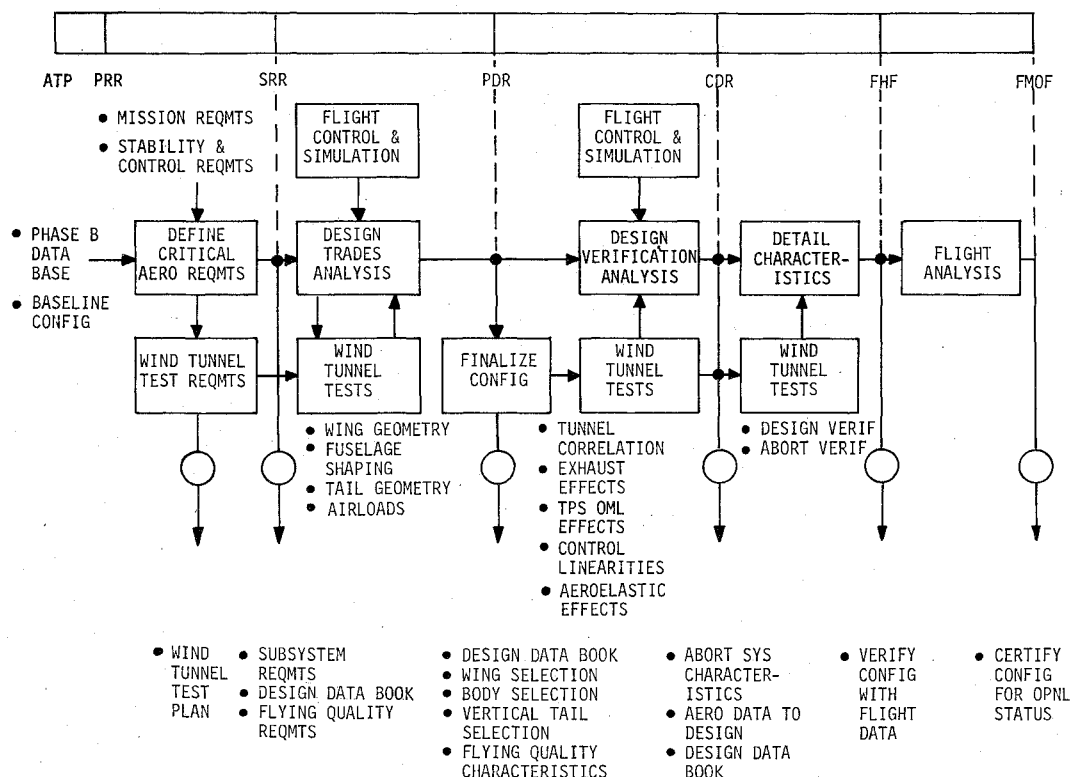 ATP PRR SRR PDR CDR FHF FMOF
● MISSION REQMTS
● STABILITY &
CONTROL REQMTS
FLIGHT
CONTROL &
SIMULATION
FLIGHT
CONTROL &
SIMULATION
● PHASE B
DATA
BASE
● BASELINE
CONFIG
DEFINE
CRITICAL
AERO REQMTS
DESIGN
TRADES
ANALYSIS
DESIGN
VERIFICATION
ANALYSIS
DETAIL
CHARACTER-
ISTICS
FLIGHT
ANALYSIS
WIND TUNNEL
TEST REQMTS
WIND
TUNNEL
TESTS
FINALIZE
CONFIG
WIND
TUNNEL
TESTS
WIND
TUNNEL
TESTS
● WING GEOMETRY
● FUSELAGE
SHAPING
● TAIL GEOMETRY
● AIRLOADS
● TUNNEL
CORRELATION
● EXHAUST
EFFECTS
● TPS OML
EFFECTS
● CONTROL
LINEARITIES
● AEROELASTIC
EFFECTS
● DESIGN VERIF
● ABORT VERIF
● WIND
TUNNEL
TEST
PLAN
● SUBSYSTEM
REQMTS
● DESIGN DATA BOOK
● FLYING QUALITY
REQMTS
● DESIGN DATA BOOK
● WING SELECTION
● BODY SELECTION
● VERTICAL TAIL
SELECTION
● FLYING QUALITY
CHARACTERISTICS
● ABORT SYS
CHARACTER-
ISTICS
● AERO DATA TO
DESIGN
● DESIGN DATA
BOOK
● VERIFY
CONFIG
WITH
FLIGHT
DATA
● CERTIFY
CONFIG
FOR OPNL
STATUS